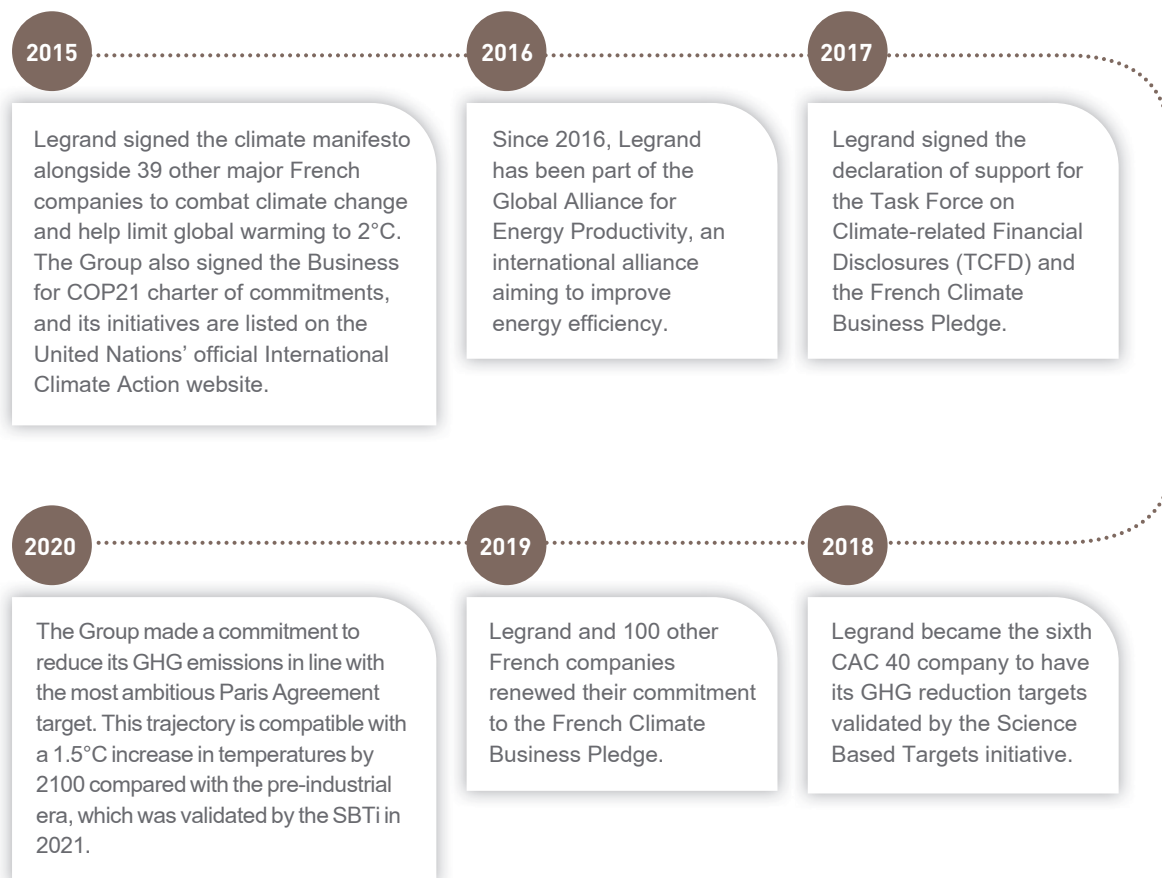 2015
Legrand signed the climate manifesto
alongside 39 other major French
companies to combat climate change
and help limit global warming to 2°C.
The Group also signed the Business
for COP21 charter of commitments,
and its initiatives are listed on the
United Nations’ official International
Climate Action website.
2016
Since 2016, Legrand
has been part of the
Global Alliance for
Energy Productivity, an
international alliance
aiming to improve
energy efficiency.
2017
Legrand signed the
declaration of support for
the Task Force on
Climate-related Financial
Disclosures (TCFD) and
the French Climate
Business Pledge.
2018
Legrand became the sixth
CAC 40 company to have
its GHG reduction targets
validated by the Science
Based Targets initiative.
2019
Legrand and 100 other
French companies
renewed their commitment
to the French Climate
Business Pledge.
2020
The Group made a commitment to
reduce its GHG emissions in line with
the most ambitious Paris Agreement
target. This trajectory is compatible with
a 1.5°C increase in temperatures by
2100 compared with the pre-industrial
era, which was validated by the SBTi in
2021.